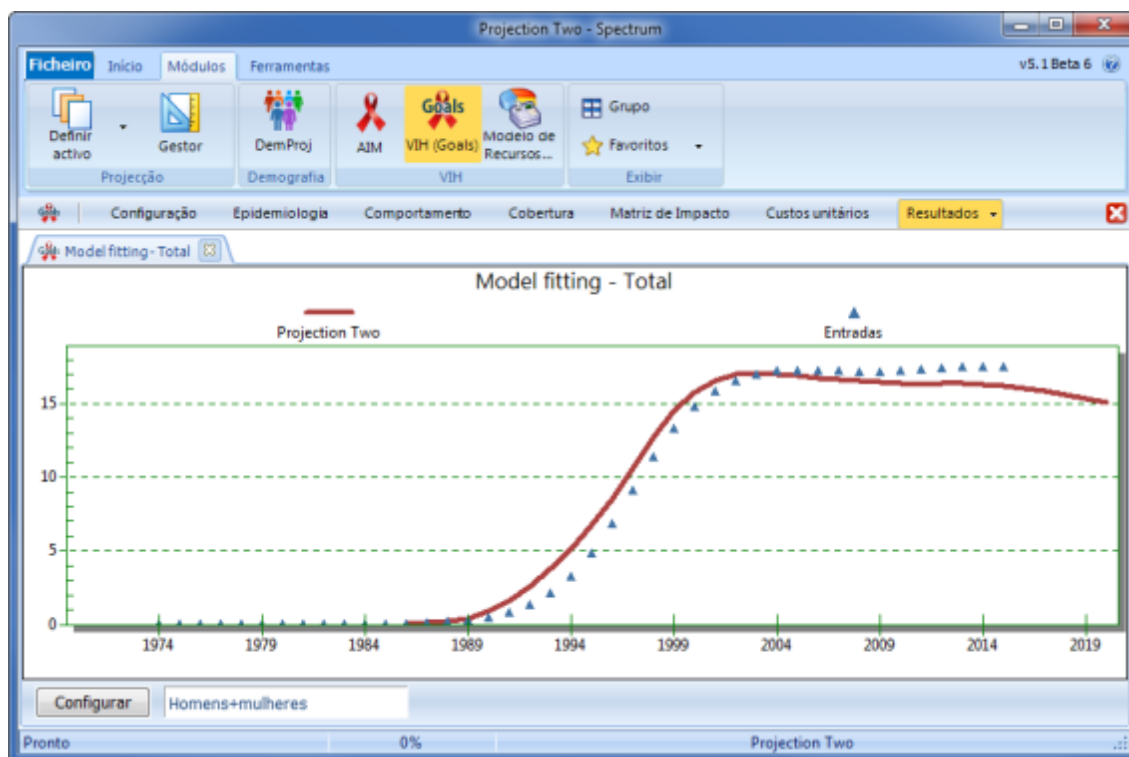 Projection Two - Spectrum
Ficheiro Início Módulos Ferramentas v5.1 Beta 6
Definir activo
Gestor
DemProj
AIM
Goals
VIH (Goals)
Modelo de Recursos...
Grupo
Favoritos
Projecção Demografia VIH Exibir
Configuração Epidemiologia Comportamento Cobertura Matriz de Impacto Custos unitários Resultados
Model fitting- Total
Model fitting - Total
Projection Two Entradas
15
10
5
0
1974 1979 1984 1989 1994 1999 2004 2009 2014 2019
Configurar Homens+mulheres
Pronto 0% Projection Two